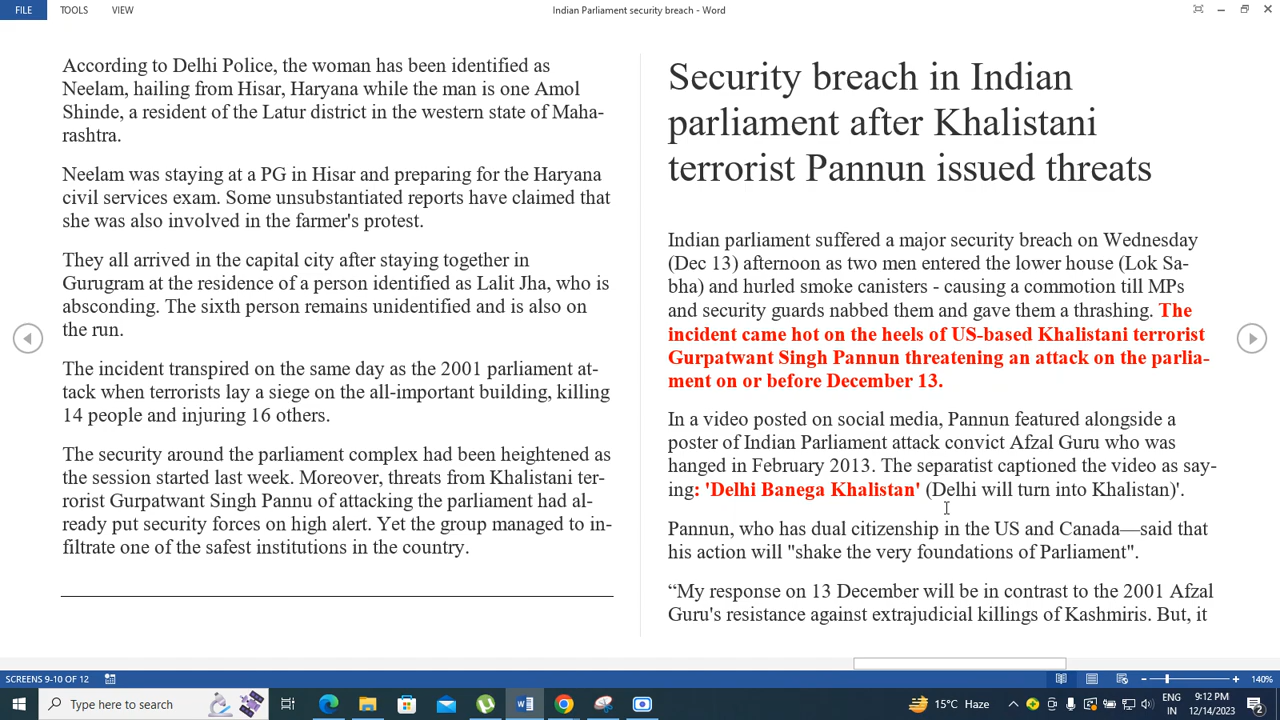 FILE TOOLS VIEW
Indian Parliament security breach - Word
According to Delhi Police, the woman has been identified as
Neelam, hailing from Hisar, Haryana while the man is one Amol
Shinde, a resident of the Latur district in the western state of Maha-
rashtra.
Neelam was staying at a PG in Hisar and preparing for the Haryana
civil services exam. Some unsubstantiated reports have claimed that
she was also involved in the farmer's protest.
They all arrived in the capital city after staying together in
Gurugram at the residence of a person identified as Lalit Jha, who is
absconding. The sixth person remains unidentified and is also on
the run.
The incident transpired on the same day as the 2001 parliament at-
tack when terrorists lay a siege on the all-important building, killing
14 people and injuring 16 others.
The security around the parliament complex had been heightened as
the session started last week. Moreover, threats from Khalistani ter-
rorist Gurpatwant Singh Pannu of attacking the parliament had al-
ready put security forces on high alert. Yet the group managed to in-
filtrate one of the safest institutions in the country.
Security breach in Indian
parliament after Khalistani
terrorist Pannun issued threats
Indian parliament suffered a major security breach on Wednesday
(Dec 13) afternoon as two men entered the lower house (Lok Sa-
bha) and hurled smoke canisters - causing a commotion till MPs
and security guards nabbed them and gave them a thrashing. The
incident came hot on the heels of US-based Khalistani terrorist
Gurpatwant Singh Pannun threatening an attack on the parlia-
ment on or before December 13.
In a video posted on social media, Pannun featured alongside a
poster of Indian Parliament attack convict Afzal Guru who was
hanged in February 2013. The separatist captioned the video as say-
ing: 'Delhi Banega Khalistan' (Delhi will turn into Khalistan)'.
Pannun, who has dual citizenship in the US and Canada—said that
his action will "shake the very foundations of Parliament".
“My response on 13 December will be in contrast to the 2001 Afzal
Guru's resistance against extrajudicial killings of Kashmiris. But, it
SCREENS 9-10 OF 12
140%
Type here to search
15°C Haze
ENG
IN
9:12 PM
12/14/2023
2